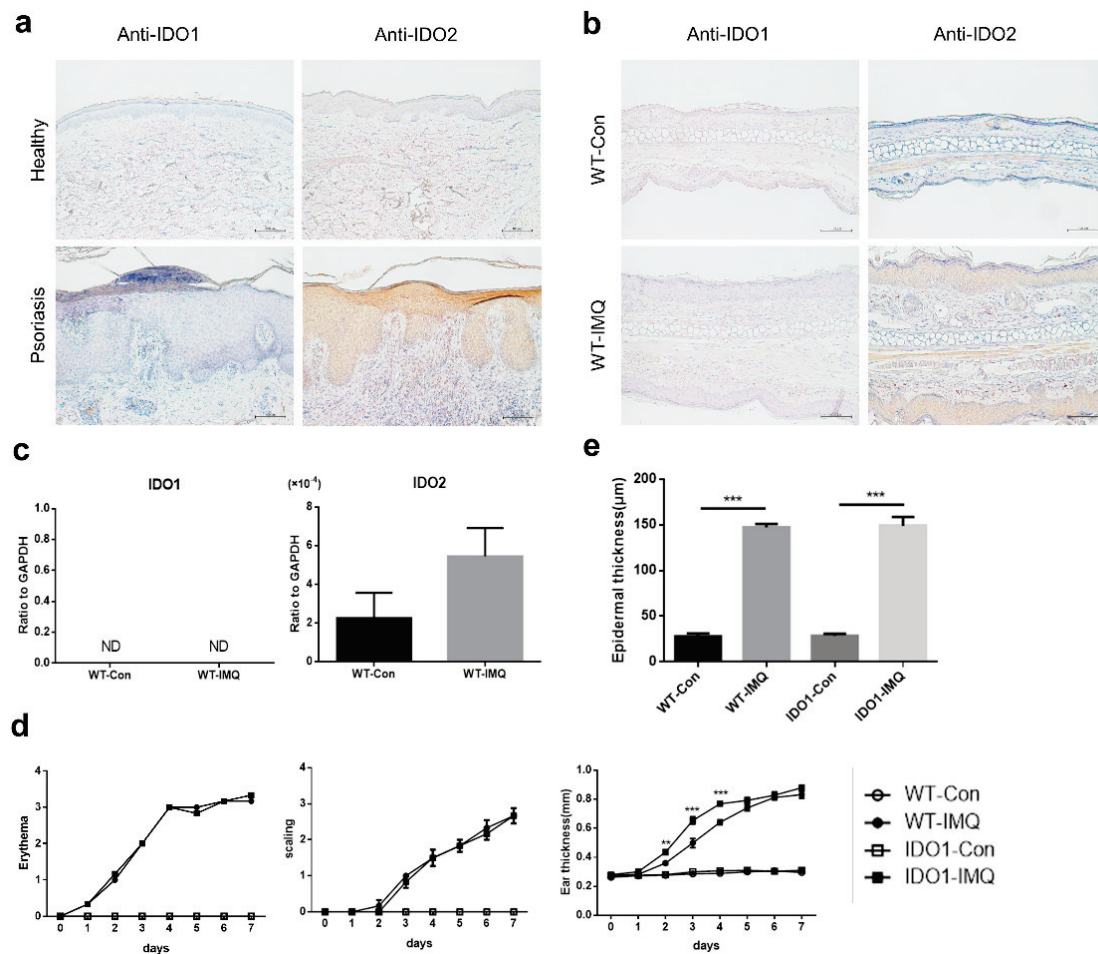 a
Anti-IDO1
Anti-IDO2
Healthy
Psoriasis
b
Anti-IDO1
Anti-IDO2
WT-Con
WT-IMQ
c
IDO1
Ratio to GAPDH
1.0
0.8
0.6
0.4
0.2
0.0
ND
ND
WT-Con
WT-IMQ
(×10⁻⁴)
IDO2
Ratio to GAPDH
8
6
4
2
0
WT-Con
WT-IMQ
e
Epidermal thickness(μm)
200
150
100
50
0
***
***
WT-Con
WT-IMQ
IDO1-Con
IDO1-IMQ
d
Erythema
4
3
2
1
0
0 1 2 3 4 5 6 7
days
scaling
4
3
2
1
0
0 1 2 3 4 5 6 7
days
Ear thickness(mm)
1.0
0.8
0.6
0.4
0.2
0.0
**
***
***
0 1 2 3 4 5 6 7
days
WT-Con
WT-IMQ
IDO1-Con
IDO1-IMQ